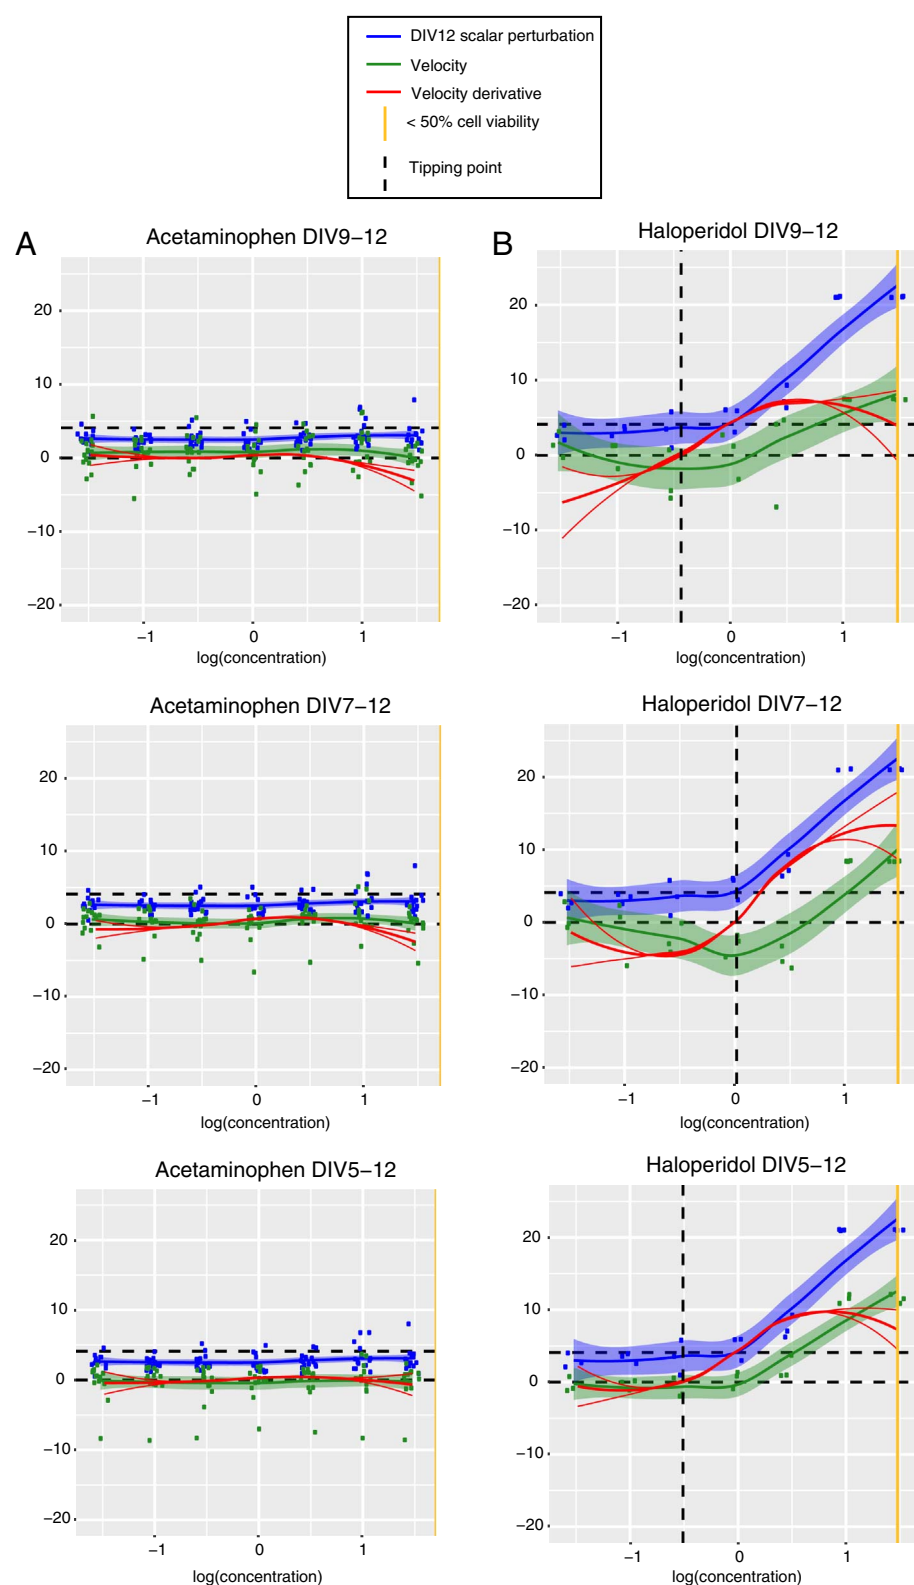 DIV12 scalar perturbation
Velocity
Velocity derivative
< 50% cell viability
Tipping point
A
Acetaminophen DIV9–12
20
10
0
−10
−20
−1
0
1
log(concentration)
B
Haloperidol DIV9–12
20
10
0
−10
−20
−1
0
1
log(concentration)
Acetaminophen DIV7–12
20
10
0
−10
−20
−1
0
1
log(concentration)
Haloperidol DIV7–12
20
10
0
−10
−20
−1
0
1
log(concentration)
Acetaminophen DIV5–12
20
10
0
−10
−20
−1
0
1
log(concentration)
Haloperidol DIV5–12
20
10
0
−10
−20
−1
0
1
log(concentration)